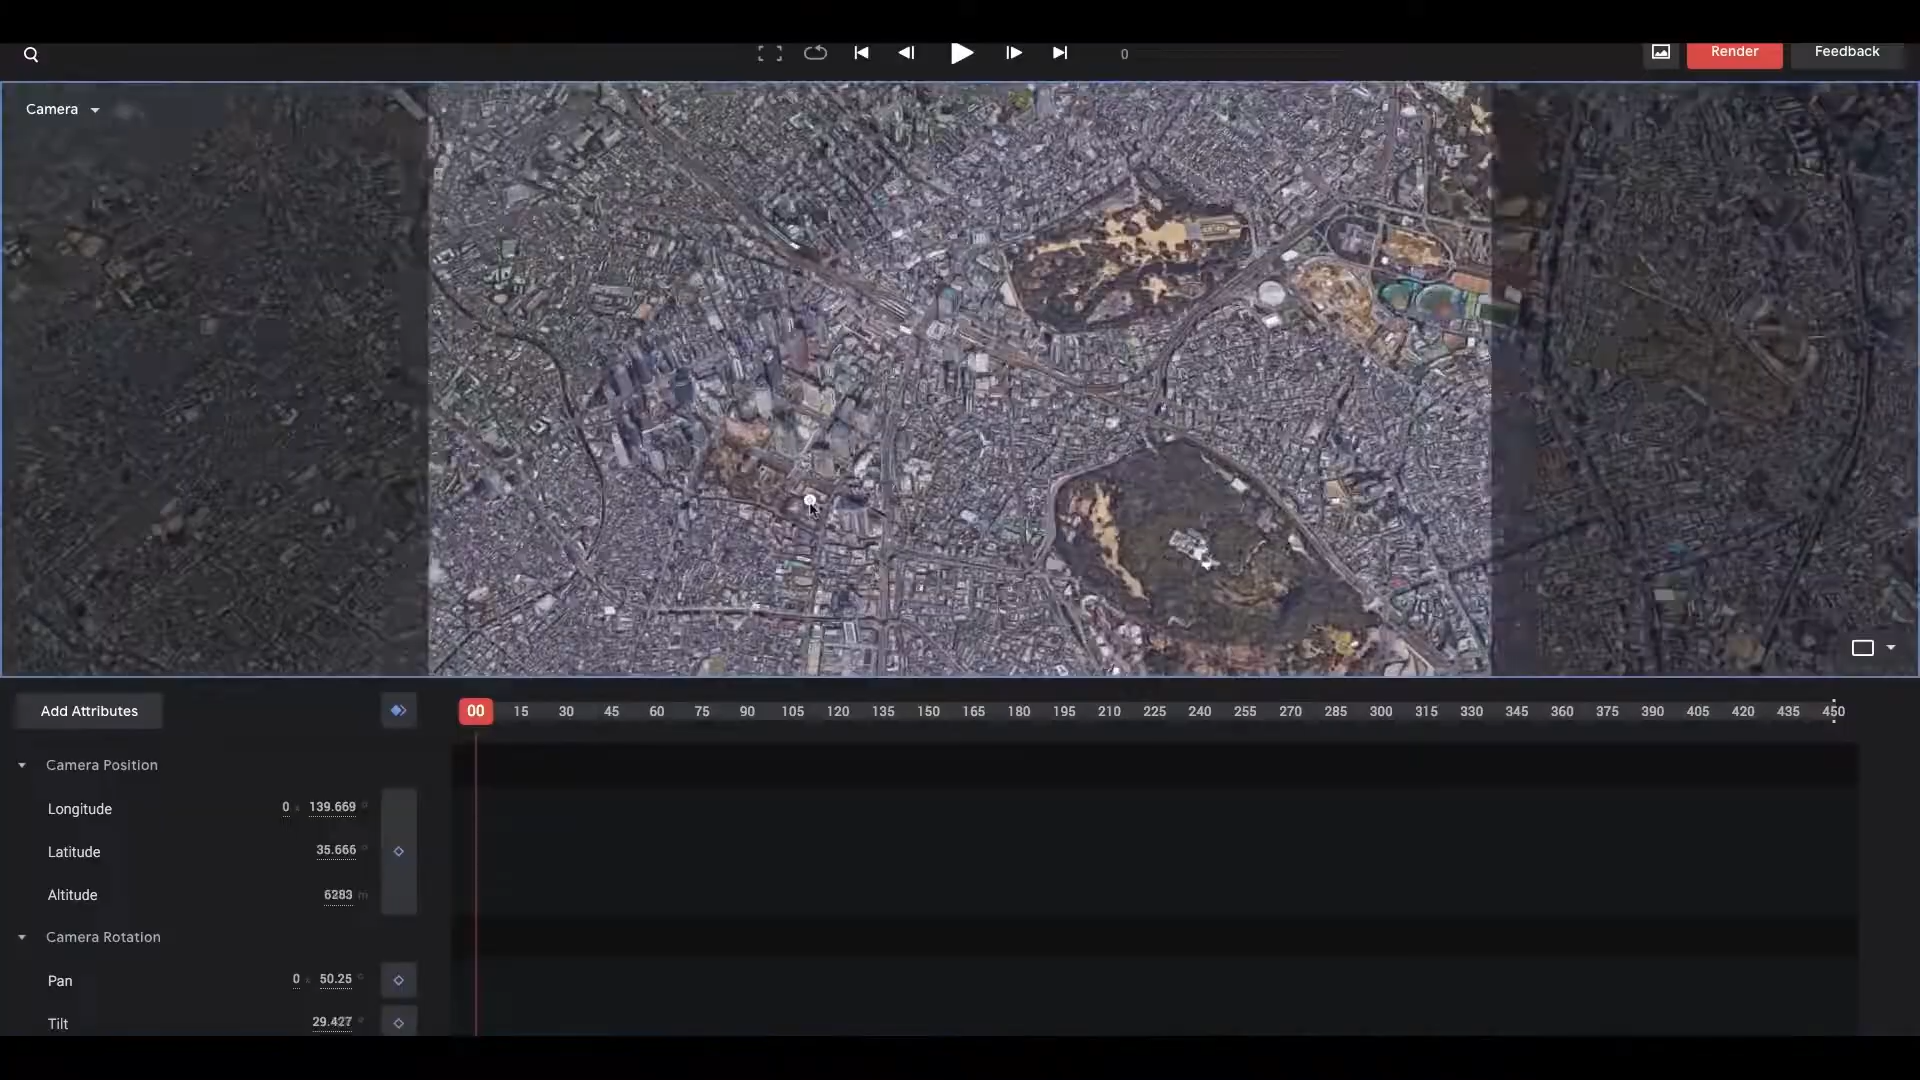 0
Render
Feedback
Camera
Add Attributes
00 15 30 45 60 75 90 105 120 135 150 165 180 195 210 225 240 255 270 285 300 315 330 345 360 375 390 405 420 435 450
Camera Position
Longitude 0 x 139.669 °
Latitude 35.666 °
Altitude 6283 m
Camera Rotation
Pan 0 x 50.25 °
Tilt 29.427 °